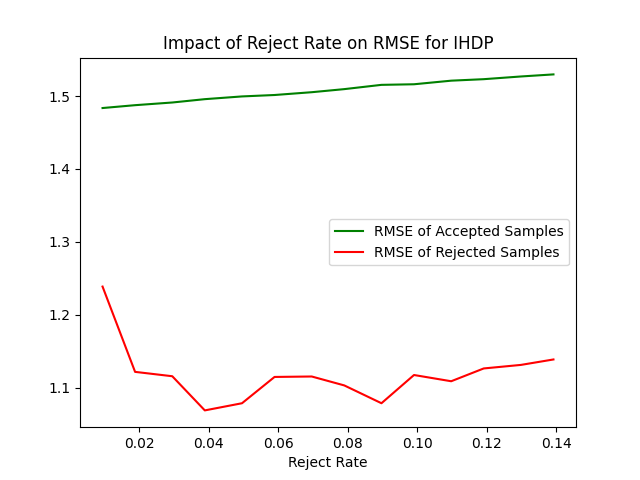 Impact of Reject Rate on RMSE for IHDP
1.5
1.4
1.3
1.2
1.1
RMSE of Accepted Samples
RMSE of Rejected Samples
0.02 0.04 0.06 0.08 0.10 0.12 0.14
Reject Rate